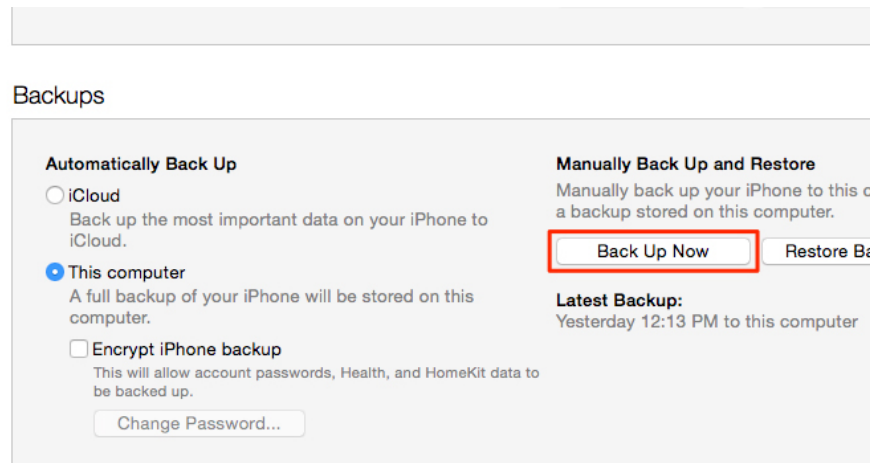 Backups
Automatically Back Up
iCloud
Back up the most important data on your iPhone to
iCloud.
This computer
A full backup of your iPhone will be stored on this
computer.
Encrypt iPhone backup
This will allow account passwords, Health, and HomeKit data to
be backed up.
Change Password...
Manually Back Up and Restore
Manually back up your iPhone to this
a backup stored on this computer.
Back Up Now
Restore
Latest Backup:
Yesterday 12:13 PM to this computer